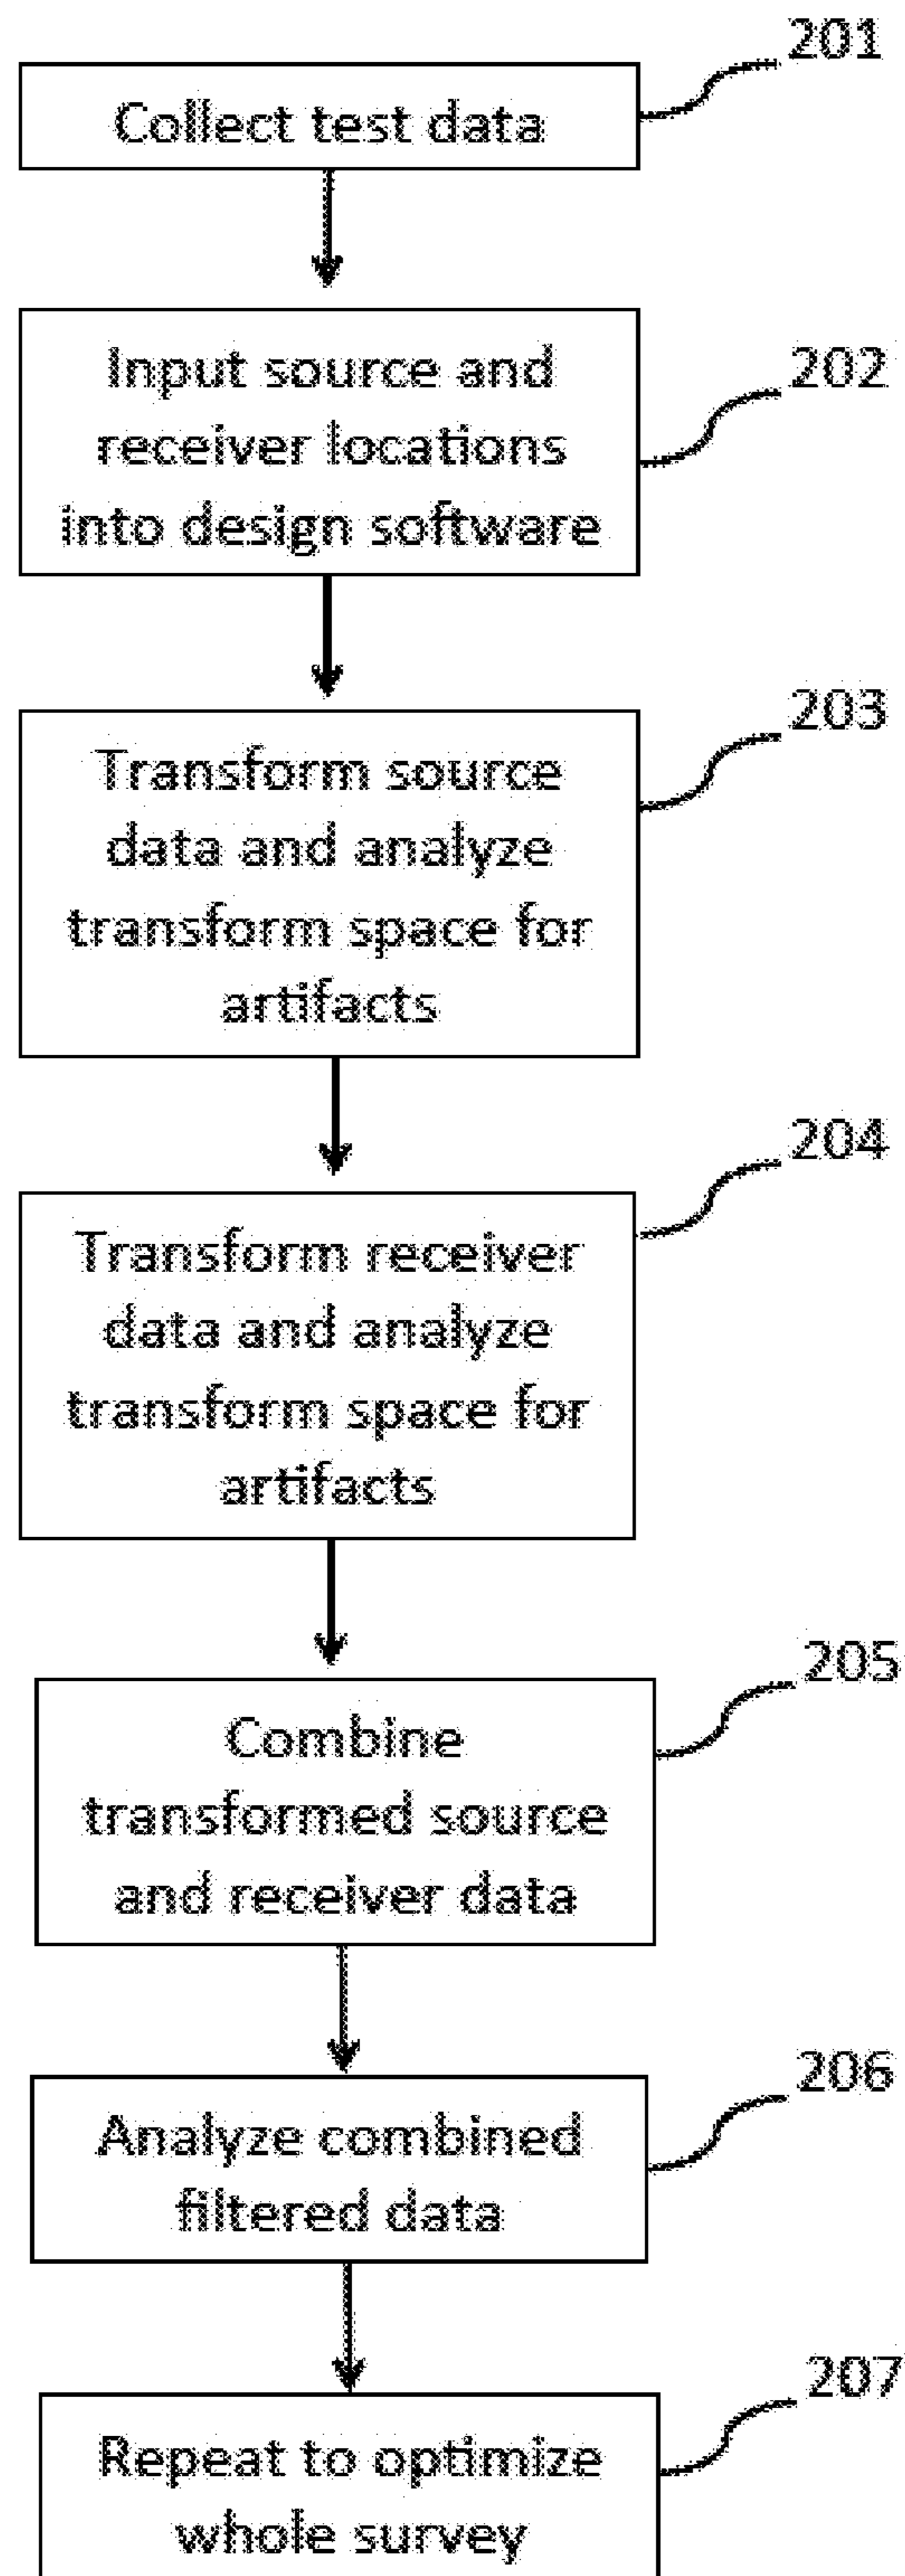 201
Collect test data
202
Input source and
receiver locations
into design software
203
Transform source
data and analyze
transform space for
artifacts
204
Transform receiver
data and analyze
transform space for
artifacts
205
Combine
transformed source
and receiver data
206
Analyze combined
filtered data
207
Repeat to optimize
whole survey